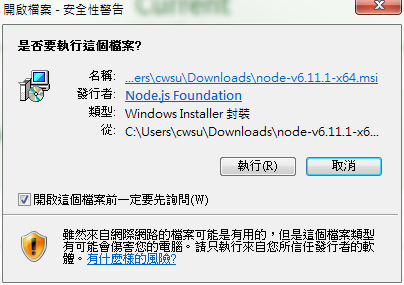 Current
開啟檔案 - 安全性警告
是否要執行這個檔案?
名稱: ...ers\cwsu\Downloads\node-v6.11.1-x64.msi
發行者: Node.js Foundation
類型: Windows Installer 封裝
從: C:\Users\cwsu\Downloads\node-v6.11.1-x6...
執行(R) 取消
開啟這個檔案前一定要先詢問(W)
雖然來自網際網路的檔案可能是有用的，但是這個檔案類型
有可能會傷害您的電腦。請只執行來自您所信任發行者的軟
體。有什麼樣的風險?